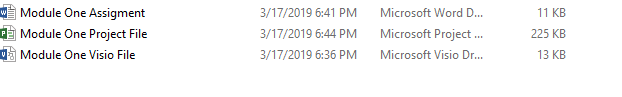 Module One Assigment 3/17/2019 6:41 PM Microsoft Word D... 11 KB
Module One Project File 3/17/2019 6:44 PM Microsoft Project ... 225 KB
Module One Visio File 3/17/2019 6:36 PM Microsoft Visio Dr... 13 KB